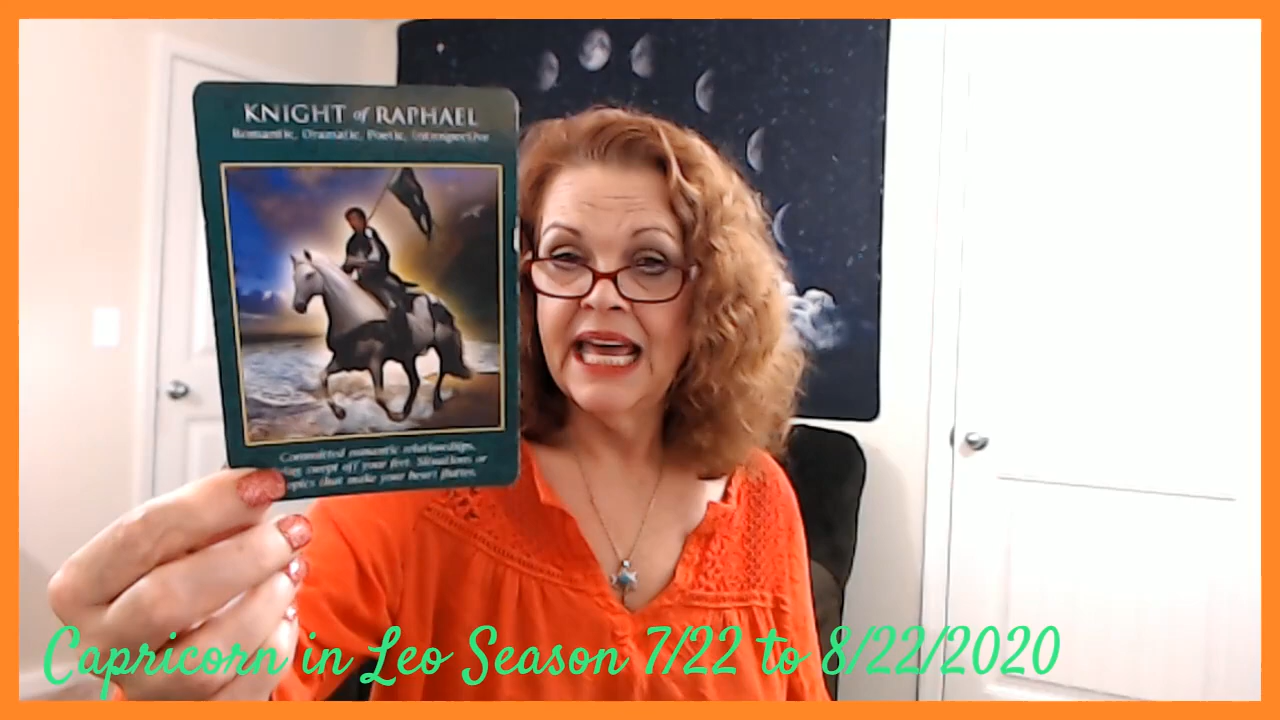 KNIGHT of RAPHAEL
Romantic, Dramatic, Poetic, Introspective
Committed romantic relationships.
swept off your feet. Situations or
topics that make your heart flutter.
Capricorn in Leo Season 7/22 to 8/22/2020